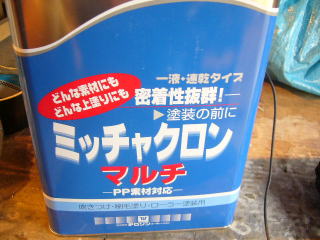 どんな素材にも
どんな上塗りにも
一液・速乾タイプ
密着性抜群!
▶塗装の前に
ミッチャクロン
マルチ
PP素材対応
吹きつけ・刷毛塗り・ローラー塗装用